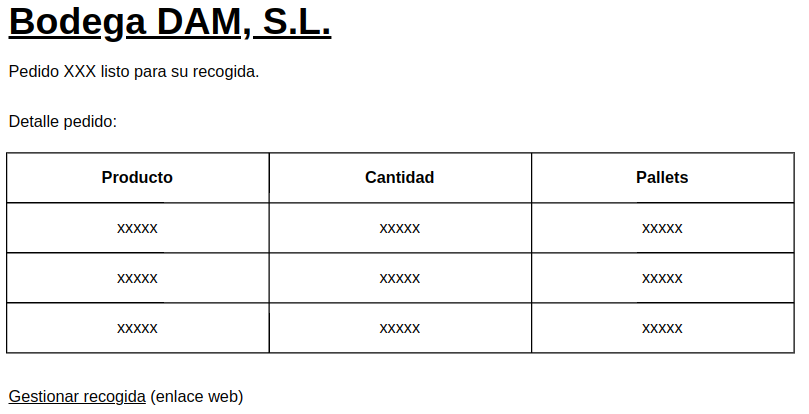 Bodega DAM, S.L.
Pedido XXX listo para su recogida.
Detalle pedido:
Producto Cantidad Pallets
xxxxx xxxxx xxxxx
xxxxx xxxxx xxxxx
xxxxx xxxxx xxxxx
Gestionar recogida (enlace web)